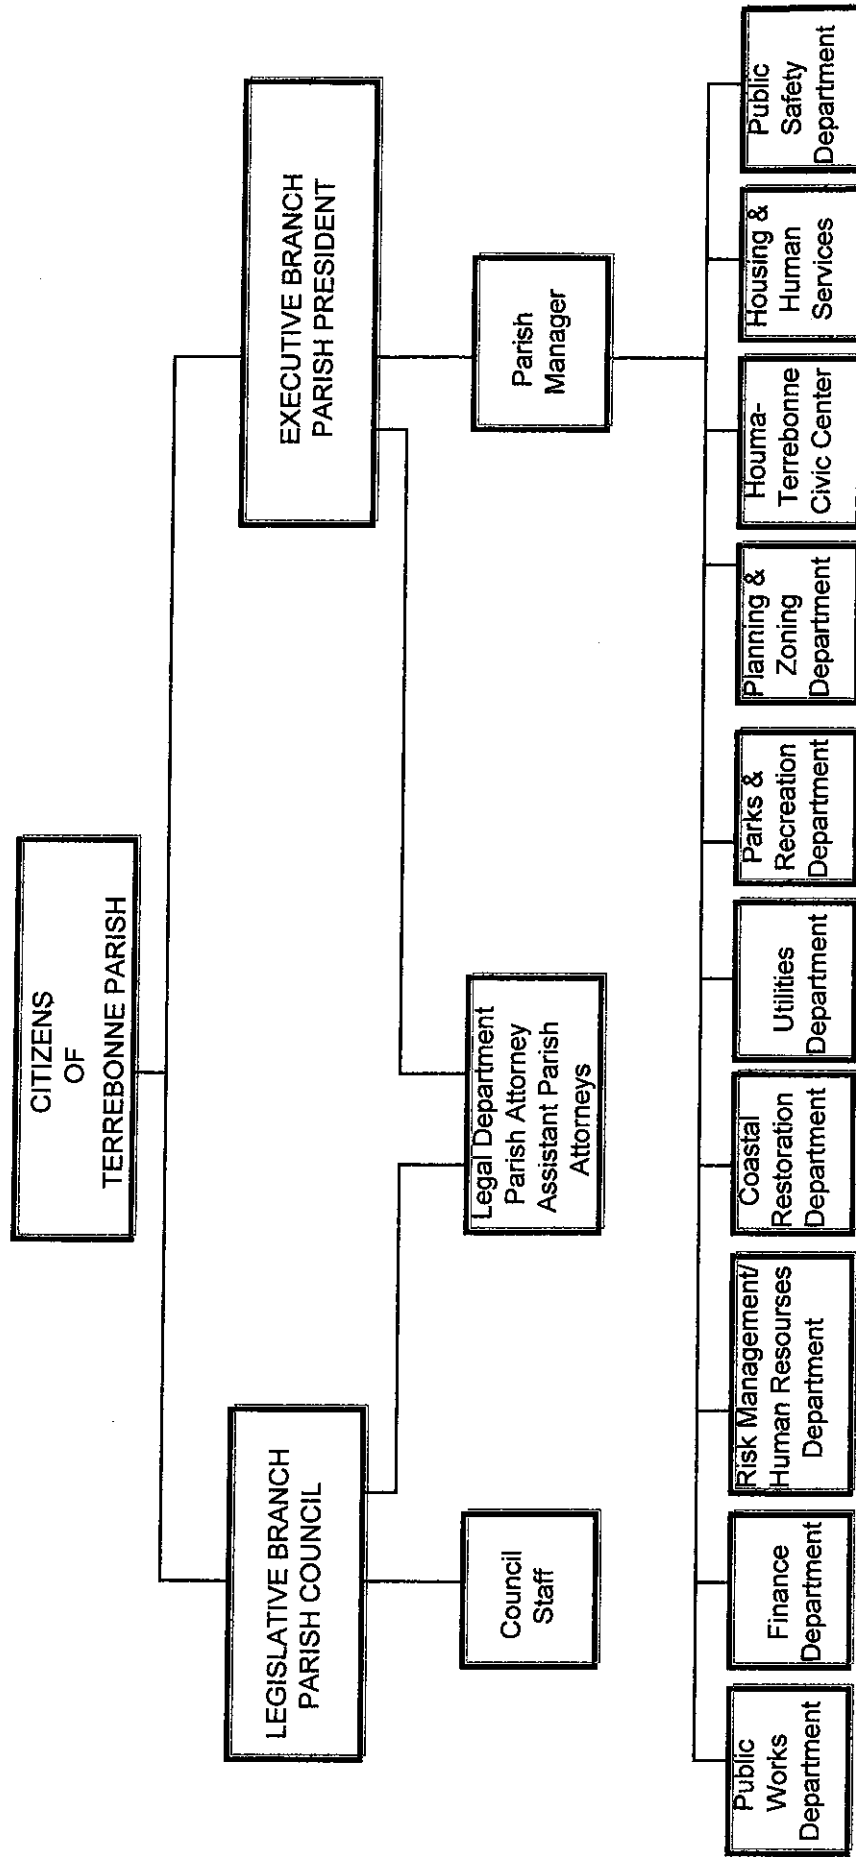 CITIZENS
OF
TERREBONNE PARISH
LEGISLATIVE BRANCH
PARISH COUNCIL
EXECUTIVE BRANCH
PARISH PRESIDENT
Council
Staff
Legal Department
Parish Attorney
Assistant Parish
Attorneys
Parish
Manager
Public
Works
Department
Finance
Department
Risk Management/
Human Resourses
Department
Coastal
Restoration
Department
Utilities
Department
Parks &
Recreation
Department
Planning &
Zoning
Department
Houma-
Terrebonne
Civic Center
Housing &
Human
Services
Public
Safety
Department